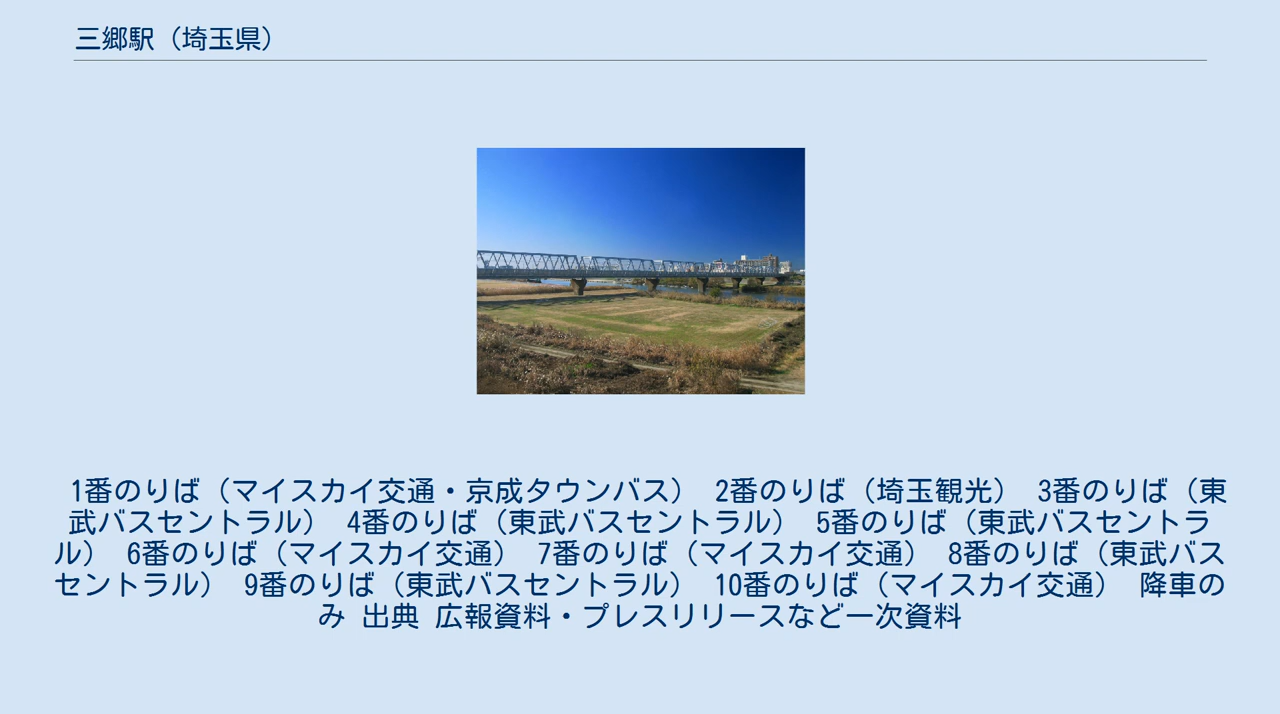 三郷駅（埼玉県）
1番のりば（マイスカイ交通・京成タウンバス） 2番のりば（埼玉観光） 3番のりば（東
武バスセントラル） 4番のりば（東武バスセントラル） 5番のりば（東武バスセントラ
ル） 6番のりば（マイスカイ交通） 7番のりば（マイスカイ交通） 8番のりば（東武バス
セントラル） 9番のりば（東武バスセントラル） 10番のりば（マイスカイ交通） 降車の
み 出典 広報資料・プレスリリースなど一次資料